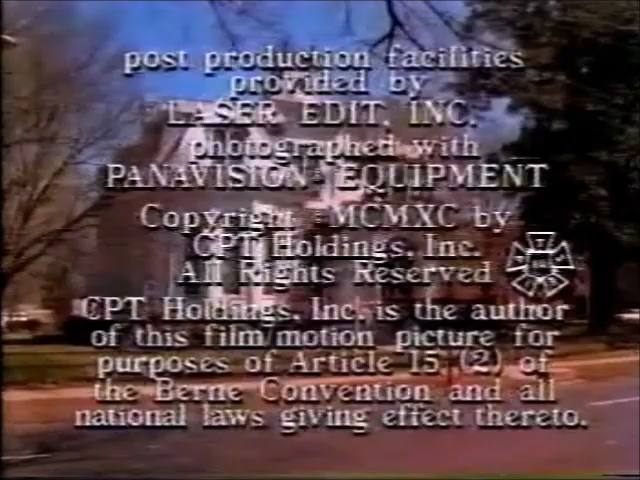 post production facilities
provided by
LASER EDIT, INC.
photographed with
PANAVISION® EQUIPMENT
Copyright © MCMXC by
CPT Holdings, Inc.
All Rights Reserved
CPT Holdings, Inc. is the author
of this film/motion picture for
purposes of Article 15 (2) of
the Berne Convention and all
national laws giving effect thereto.